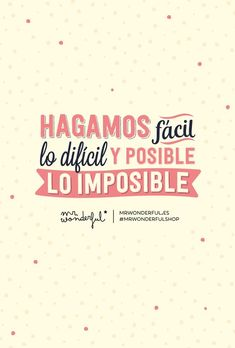 HAGAMOS fácil
lo difícil Y POSIBLE
LO IMPOSIBLE
mr. wonderful*
MRWONDERFUL.ES
#MRWONDERFULSHOP